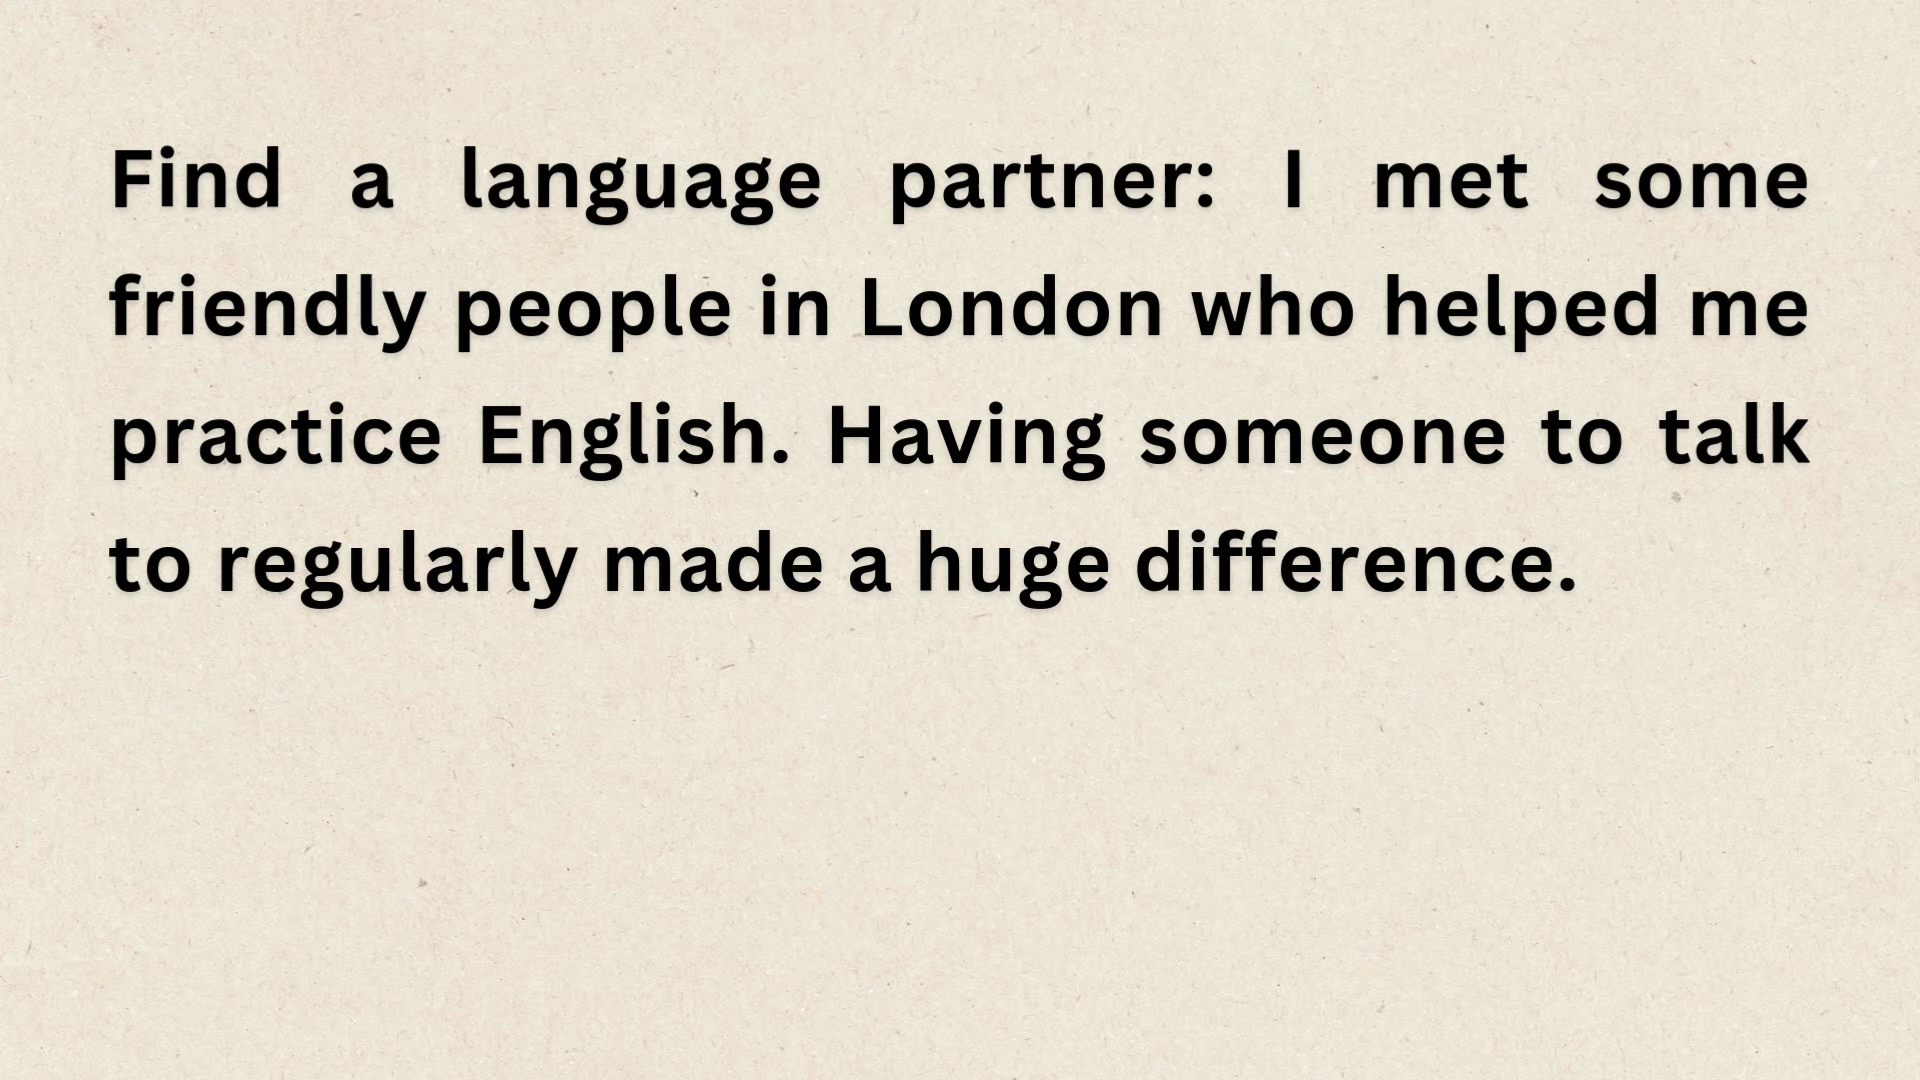 Find a language partner: I met some
friendly people in London who helped me
practice English. Having someone to talk
to regularly made a huge difference.